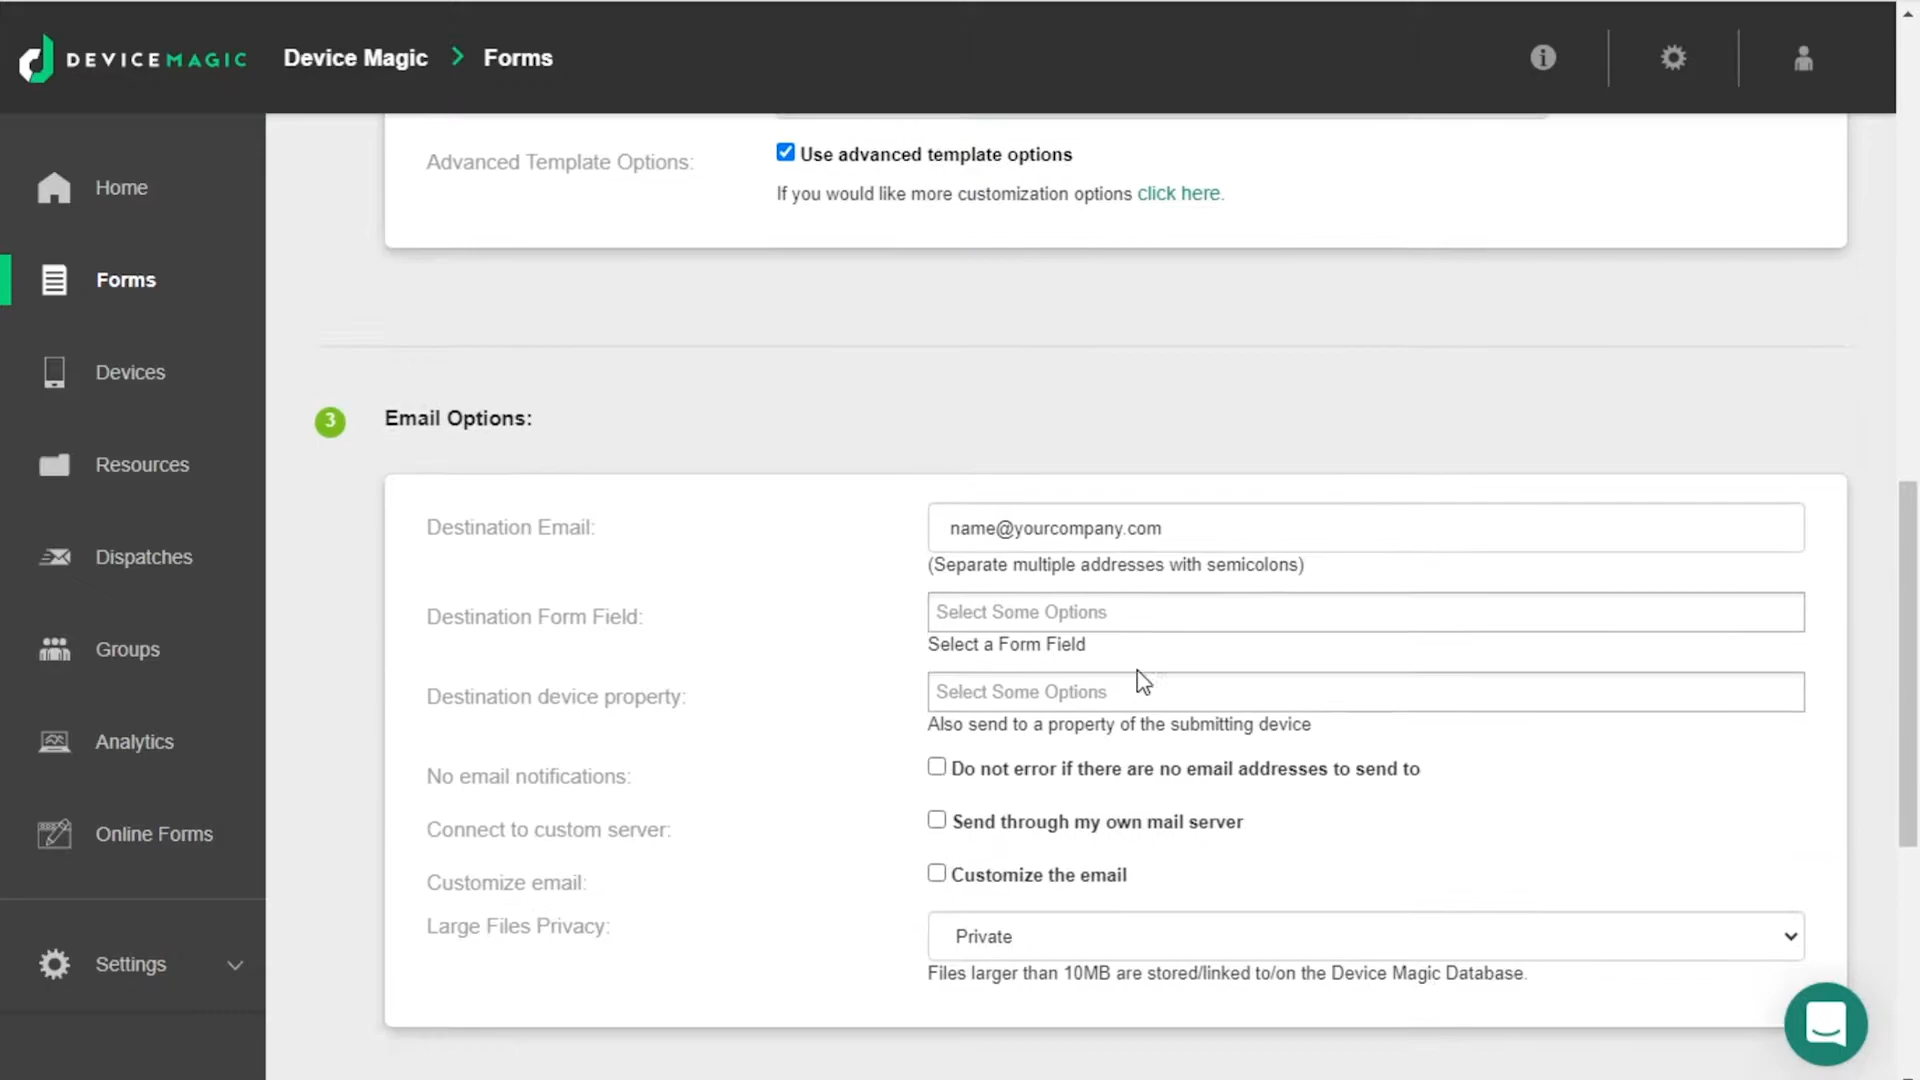 DEVICEMAGIC
Device Magic > Forms
Home
Forms
Devices
Resources
Dispatches
Groups
Analytics
Online Forms
Settings
Advanced Template Options:
Use advanced template options
If you would like more customization options click here.
3
Email Options:
Destination Email:
name@yourcompany.com
(Separate multiple addresses with semicolons)
Destination Form Field:
Select Some Options
Select a Form Field
Destination device property:
Select Some Options
Also send to a property of the submitting device
No email notifications:
Do not error if there are no email addresses to send to
Connect to custom server:
Send through my own mail server
Customize email:
Customize the email
Large Files Privacy:
Private
Files larger than 10MB are stored/linked to/on the Device Magic Database.